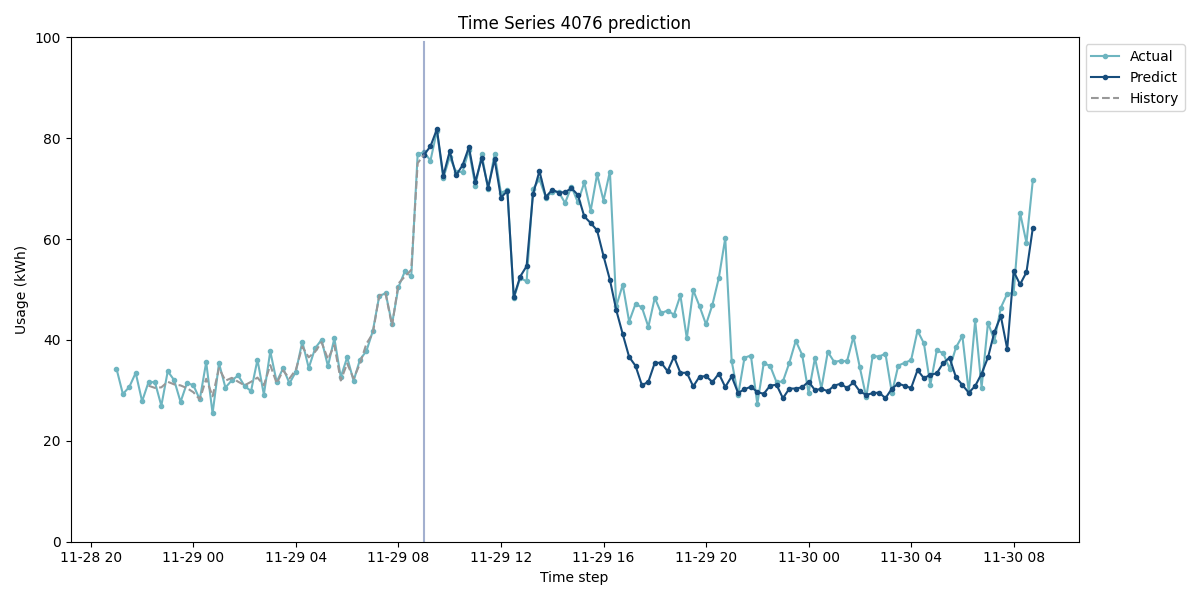 Time Series 4076 prediction
100
80
60
40
20
0
Usage (kWh)
11-28 20
11-29 00
11-29 04
11-29 08
11-29 12
11-29 16
11-29 20
11-30 00
11-30 04
11-30 08
Time step
Actual
Predict
History